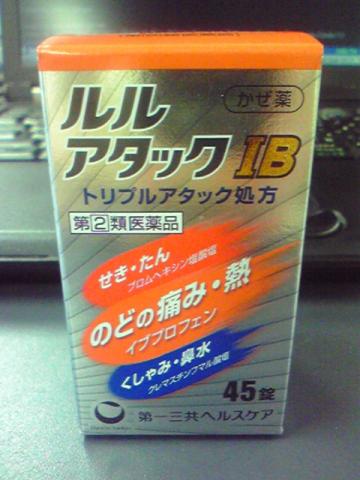 かぜ薬
ルル
アタックIB
トリプルアタック処方
指定②類医薬品
せき・たん
ブロムヘキシン塩酸塩
のどの痛み・熱
イブプロフェン
くしゃみ・鼻水
クレマスチンフマル酸塩
45錠
第一三共ヘルスケア